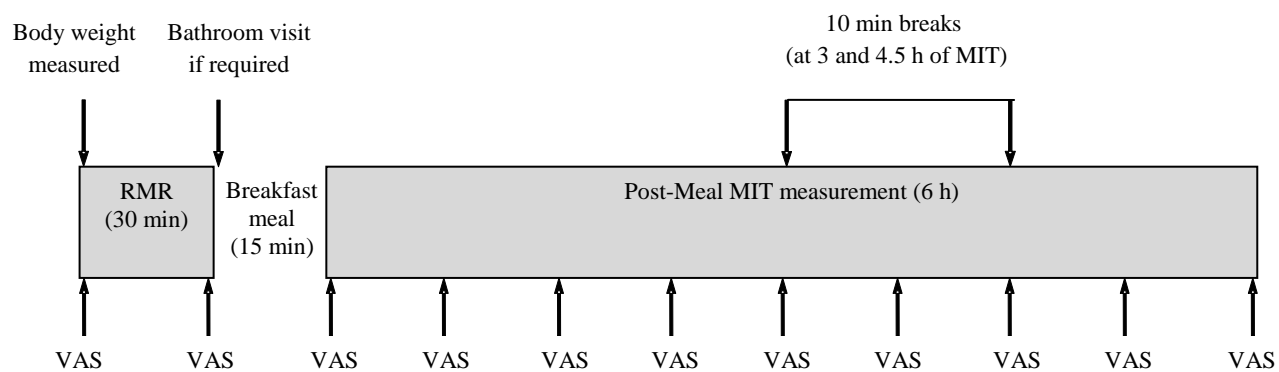 Body weight
measured
Bathroom visit
if required
10 min breaks
(at 3 and 4.5 h of MIT)
RMR
(30 min)
Breakfast
meal
(15 min)
Post-Meal MIT measurement (6 h)
VAS VAS VAS VAS VAS VAS VAS VAS VAS VAS VAS